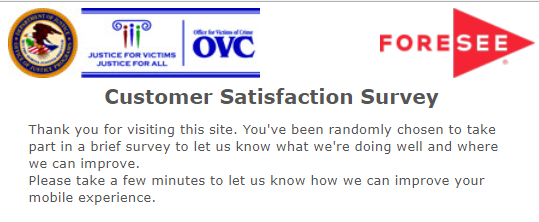 JUSTICE FOR VICTIMS
JUSTICE FOR ALL
Office for Victims of Crime
OVC
FORESEE
Customer Satisfaction Survey
Thank you for visiting this site. You've been randomly chosen to take
part in a brief survey to let us know what we're doing well and where
we can improve.
Please take a few minutes to let us know how we can improve your
mobile experience.